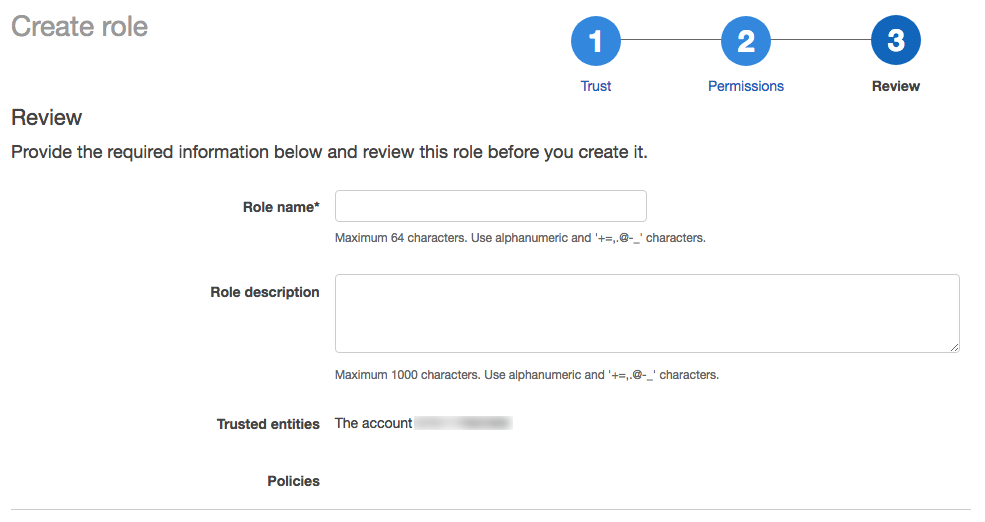 Create role
1 2 3
Trust Permissions Review
Review
Provide the required information below and review this role before you create it.
Role name*
Maximum 64 characters. Use alphanumeric and '+=,.@-_' characters.
Role description
Maximum 1000 characters. Use alphanumeric and '+=,.@-_' characters.
Trusted entities The account
Policies